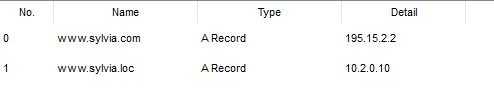 No. Name Type Detail
0 www.sylvia.com A Record 195.15.2.2
1 www.sylvia.loc A Record 10.2.0.10